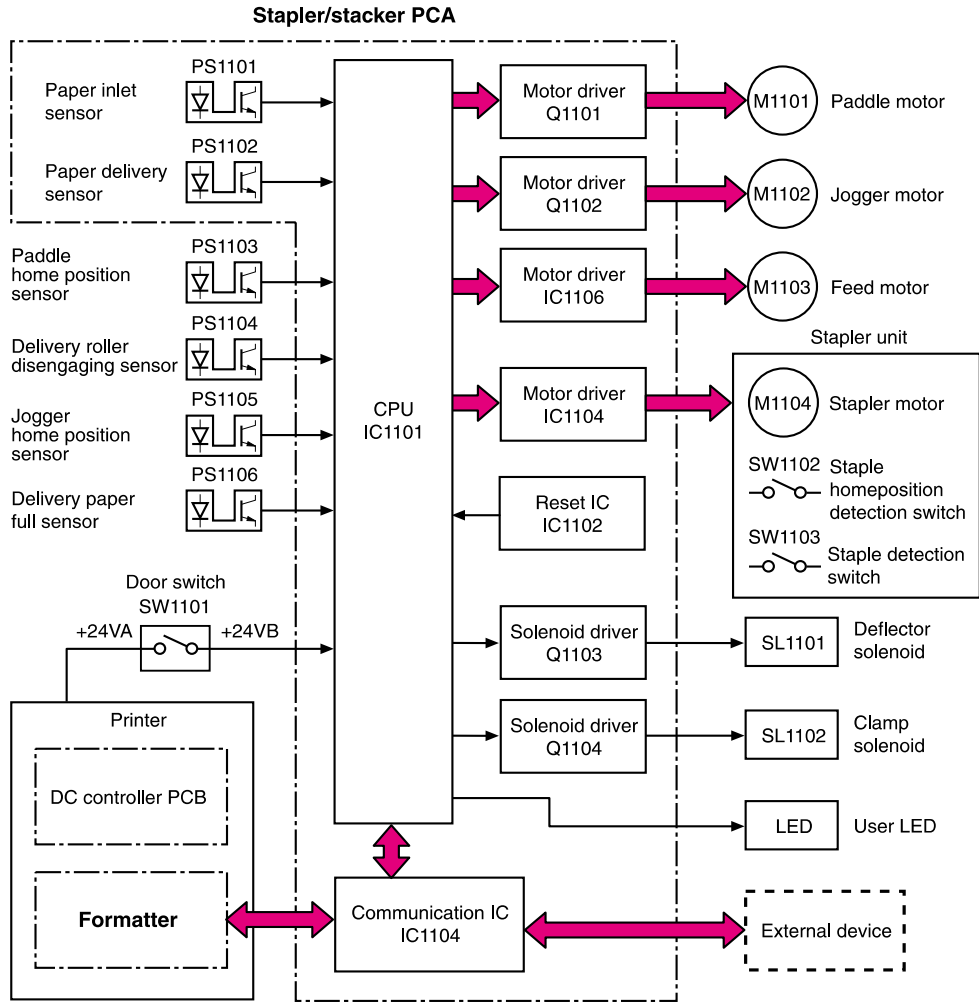 Stapler/stacker PCA
Paper inlet
sensor
PS1101
Paper delivery
sensor
PS1102
Paddle
home position
sensor
PS1103
Delivery roller
disengaging sensor
PS1104
Jogger
home position
sensor
PS1105
Delivery paper
full sensor
PS1106
Door switch
SW1101
+24VA
+24VB
Printer
DC controller PCB
Formatter
CPU
IC1101
Communication IC
IC1104
Motor driver
Q1101
M1101
Paddle motor
Motor driver
Q1102
M1102
Jogger motor
Motor driver
IC1106
M1103
Feed motor
Stapler unit
Motor driver
IC1104
M1104
Stapler motor
SW1102
Staple
homeposition
detection switch
SW1103
Staple detection
switch
Reset IC
IC1102
Solenoid driver
Q1103
SL1101
Deflector
solenoid
Solenoid driver
Q1104
SL1102
Clamp
solenoid
LED
User LED
External device